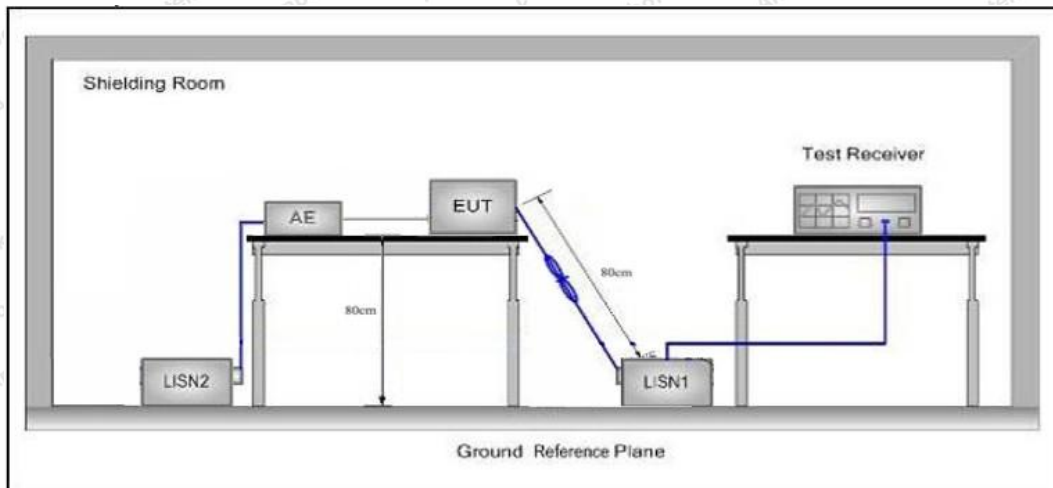 Shielding Room
Test Receiver
AE
EUT
80cm
80cm
LISN2
LISN1
Ground Reference Plane